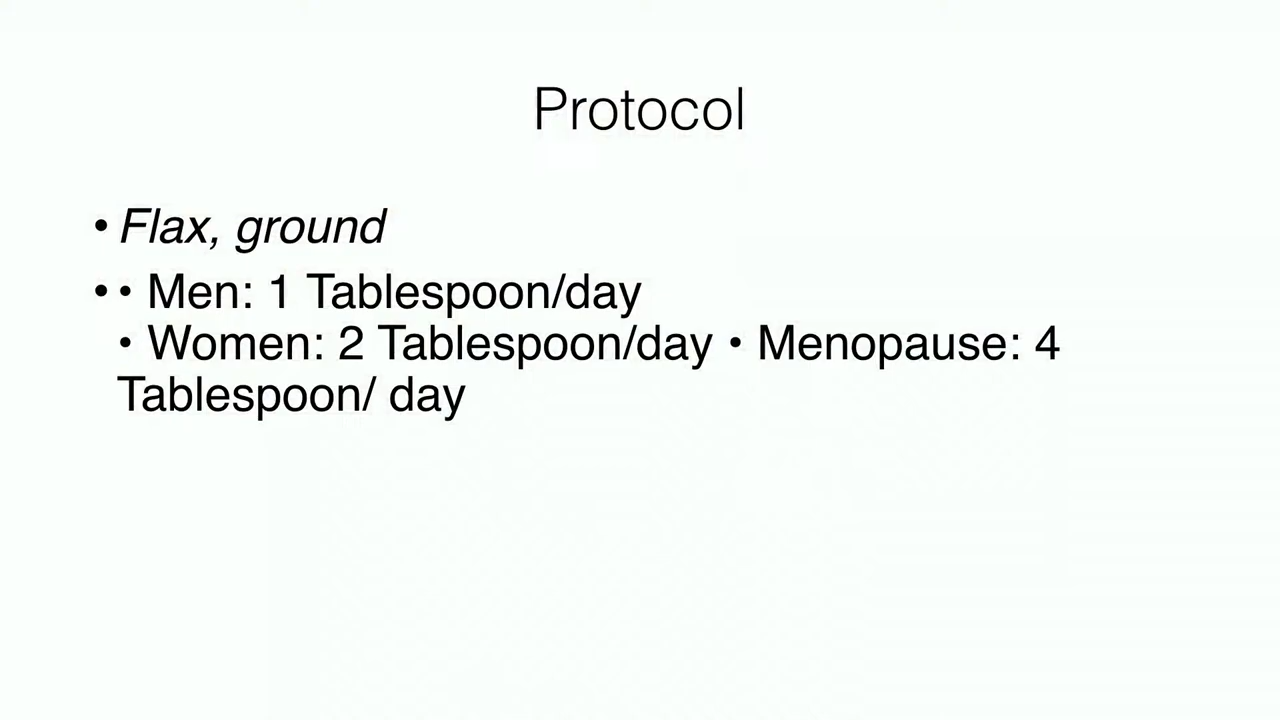 Protocol
• Flax, ground
• • Men: 1 Tablespoon/day
• Women: 2 Tablespoon/day • Menopause: 4
Tablespoon/ day